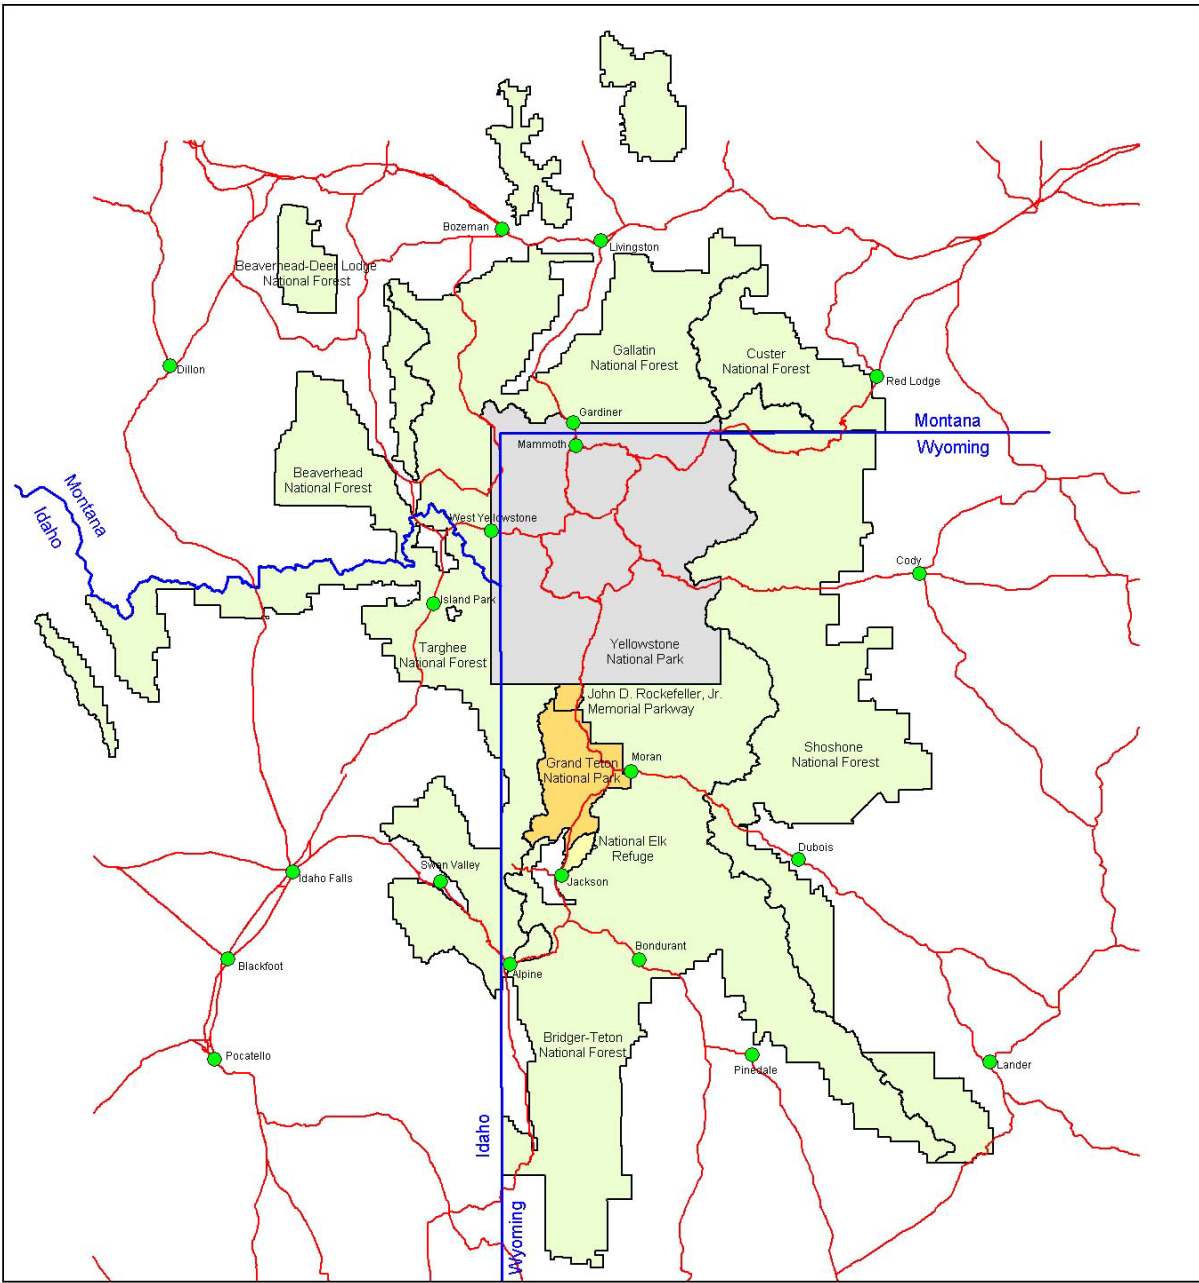 Bozeman
Livingston
Beaverhead-Deer Lodge
National Forest
Gallatin
National Forest
Custer
National Forest
Dillon
Red Lodge
Gardiner
Montana
Wyoming
Mammoth
Beaverhead
National Forest
Montana
Idaho
West Yellowstone
Cody
Island Park
Targhee
National Forest
Yellowstone
National Park
John D. Rockefeller, Jr.
Memorial Parkway
Shoshone
National Forest
Moran
Grand Teton
National Park
National Elk
Refuge
Dubois
Swan Valley
Idaho Falls
Jackson
Bondurant
Blackfoot
Alpine
Bridger-Teton
National Forest
Pocatello
Pinedale
Lander
Idaho
Wyoming